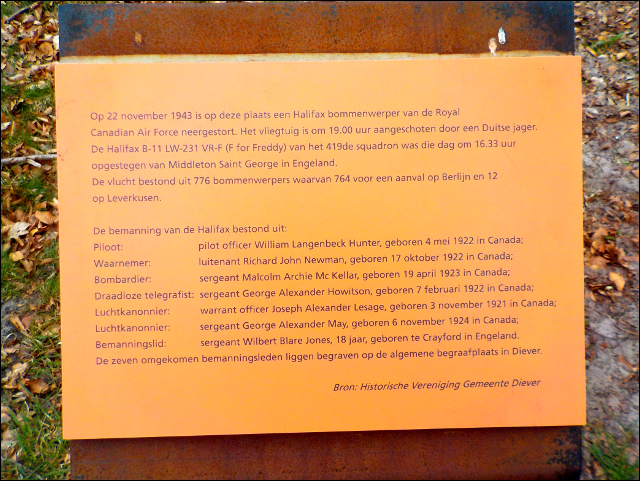 Op 22 november 1943 is op deze plaats een Halifax bommenwerper van de Royal
Canadian Air Force neergestort. Het vliegtuig is om 19.00 uur aangeschoten door een Duitse jager.
De Halifax B-11 LW-231 VR-F (F for Freddy) van het 419de squadron was die dag om 16.33 uur
opgestegen van Middleton Saint George in Engeland.
De vlucht bestond uit 776 bommenwerpers waarvan 764 voor een aanval op Berlijn en 12
op Leverkusen.
De bemanning van de Halifax bestond uit:
Piloot: pilot officer William Langenbeck Hunter, geboren 4 mei 1922 in Canada;
Waarnemer: luitenant Richard John Newman, geboren 17 oktober 1922 in Canada;
Bombardier: sergeant Malcolm Archie Mc Kellar, geboren 19 april 1923 in Canada;
Draadloze telegrafist: sergeant George Alexander Howitson, geboren 7 februari 1922 in Canada;
Luchtkanonnier: warrant officer Joseph Alexander Lesage, geboren 3 november 1921 in Canada;
Luchtkanonnier: sergeant George Alexander May, geboren 6 november 1924 in Canada;
Bemanningslid: sergeant Wilbert Blare Jones, 18 jaar, geboren te Crayford in Engeland.
De zeven omgekomen bemanningsleden liggen begraven op de algemene begraafplaats in Diever.
Bron: Historische Vereniging Gemeente Diever